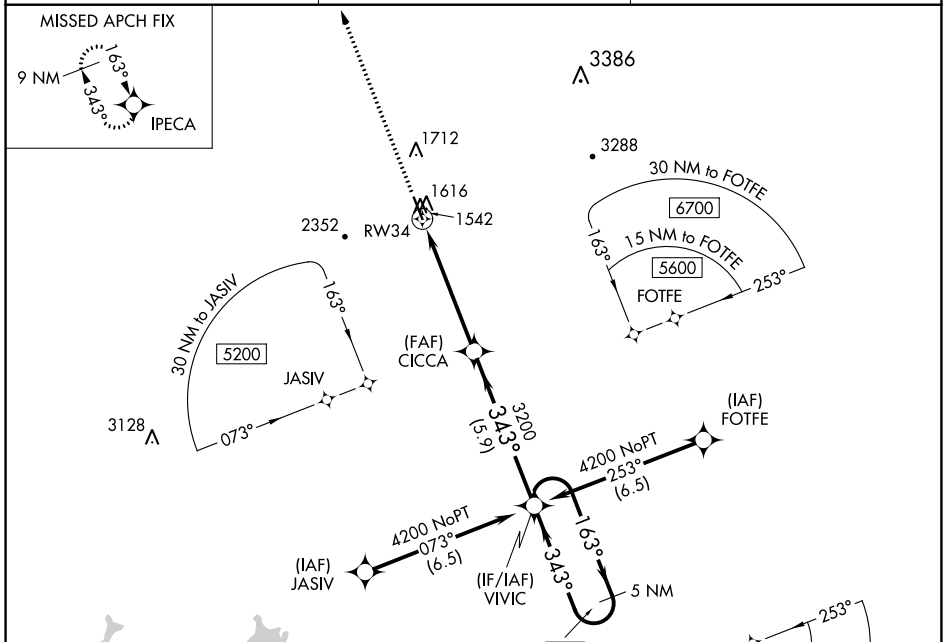 MISSED APCH FIX
9 NM
163°
343°
IPECA
3386
1712
3288
1616
1542
2352
RW34
30 NM to FOTFE
6700
15 NM to FOTFE
5600
163°
253°
FOTFE
30 NM to JASIV
163°
5200
JASIV
073°
3128
(FAF)
CICCA
3200
343°
(5.9)
(IAF)
FOTFE
4200 NoPT
253°
(6.5)
4200 NoPT
073°
(6.5)
(IAF)
JASIV
(IF/IAF)
VIVIC
163°
343°
5 NM
253°